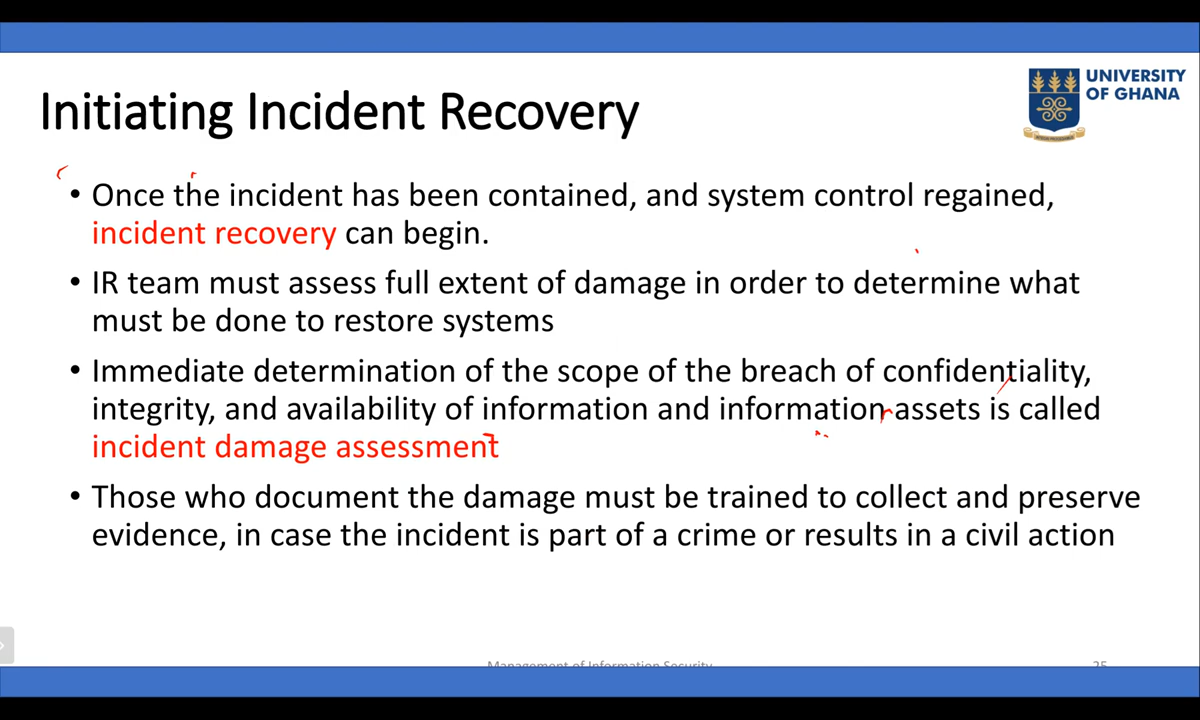 UNIVERSITY
OF GHANA
Initiating Incident Recovery
• Once the incident has been contained, and system control regained,
incident recovery can begin.
• IR team must assess full extent of damage in order to determine what
must be done to restore systems
• Immediate determination of the scope of the breach of confidentiality,
integrity, and availability of information and information assets is called
incident damage assessment
• Those who document the damage must be trained to collect and preserve
evidence, in case the incident is part of a crime or results in a civil action
Management of Information Security
25